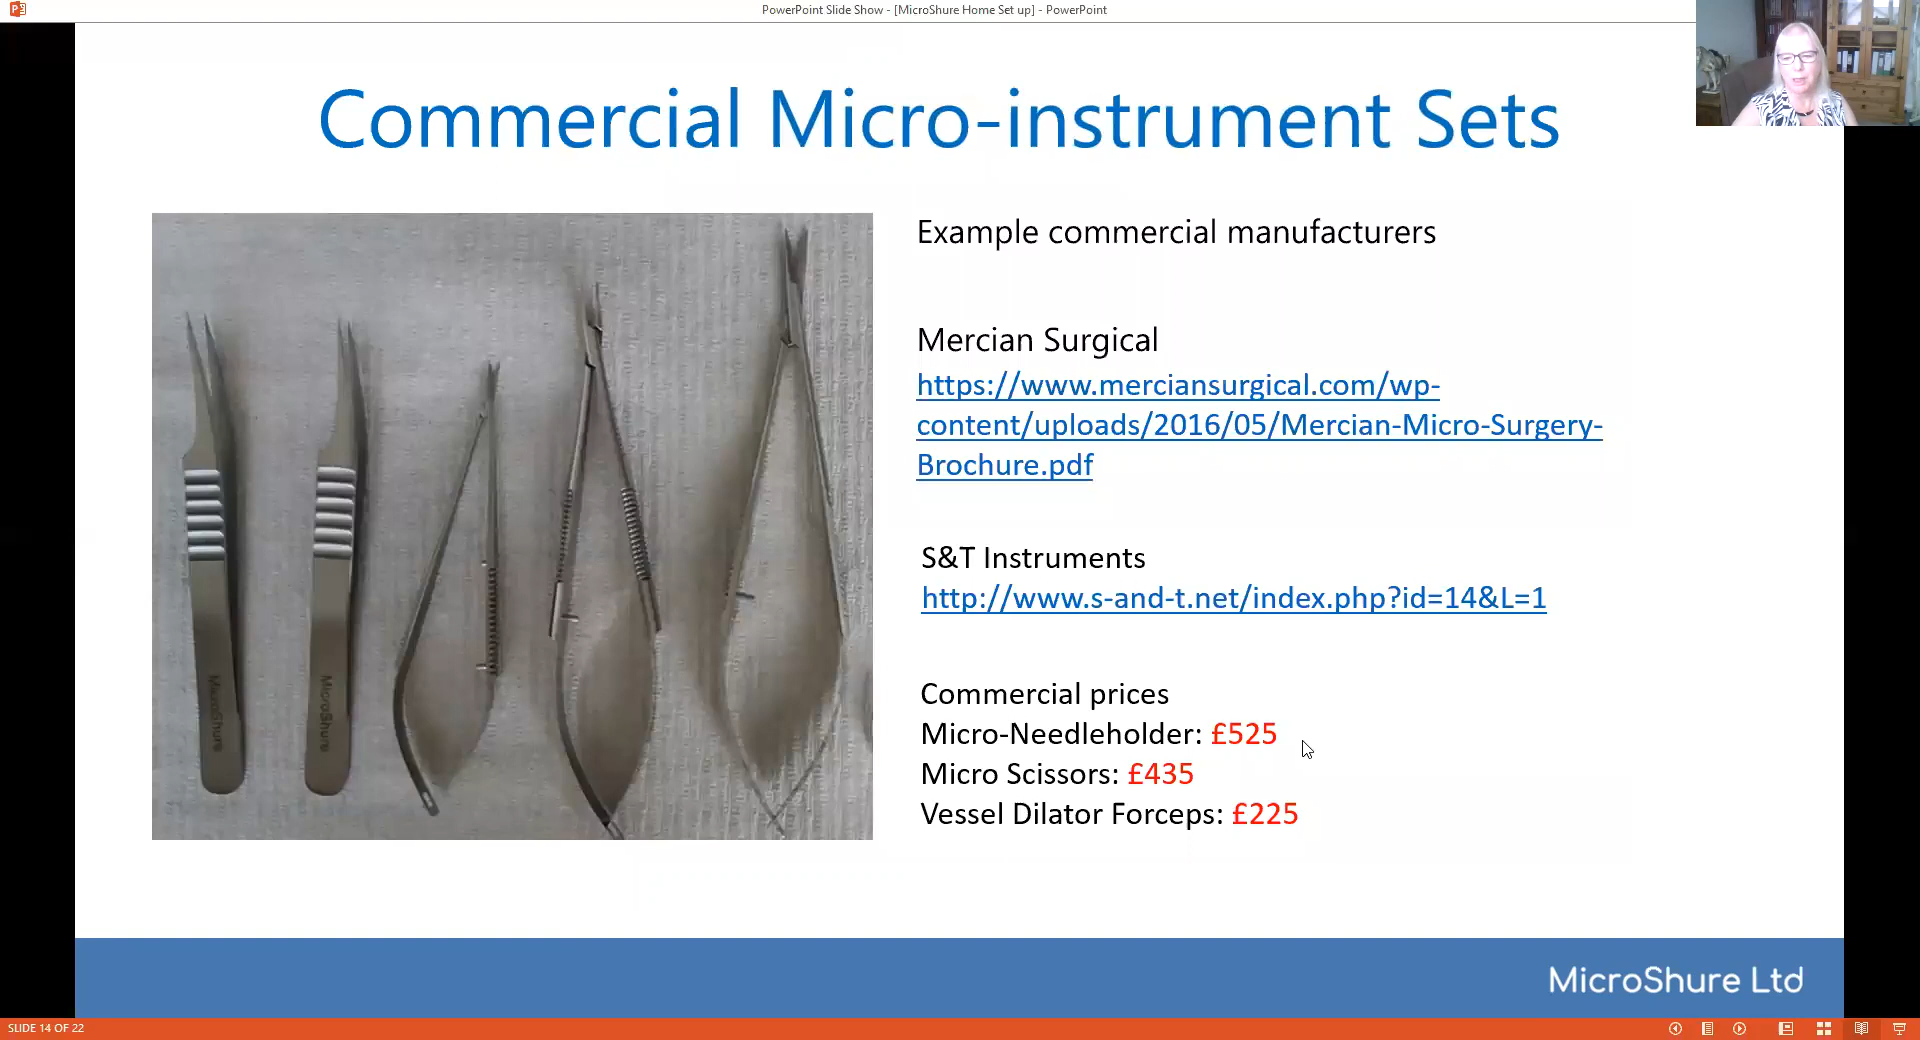 PowerPoint Slide Show - [MicroShure Home Set up] - PowerPoint
Commercial Micro-instrument Sets
Example commercial manufacturers
Mercian Surgical
https://www.merciansurgical.com/wp-
content/uploads/2016/05/Mercian-Micro-Surgery-
Brochure.pdf
S&T Instruments
http://www.s-and-t.net/index.php?id=14&L=1
Commercial prices
Micro-Needleholder: £525
Micro Scissors: £435
Vessel Dilator Forceps: £225
MicroShure
MicroShure
MicroShure Ltd
SLIDE 14 OF 22